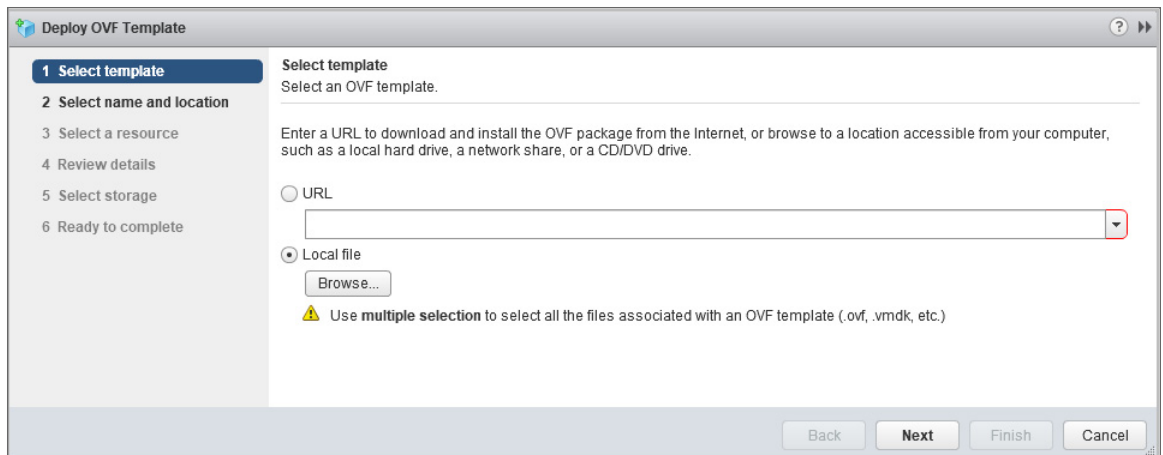 Deploy OVF Template
?
1 Select template
2 Select name and location
3 Select a resource
4 Review details
5 Select storage
6 Ready to complete
Select template
Select an OVF template.
Enter a URL to download and install the OVF package from the Internet, or browse to a location accessible from your computer,
such as a local hard drive, a network share, or a CD/DVD drive.
URL
Local file
Browse...
Use multiple selection to select all the files associated with an OVF template (.ovf, .vmdk, etc.)
Back
Next
Finish
Cancel